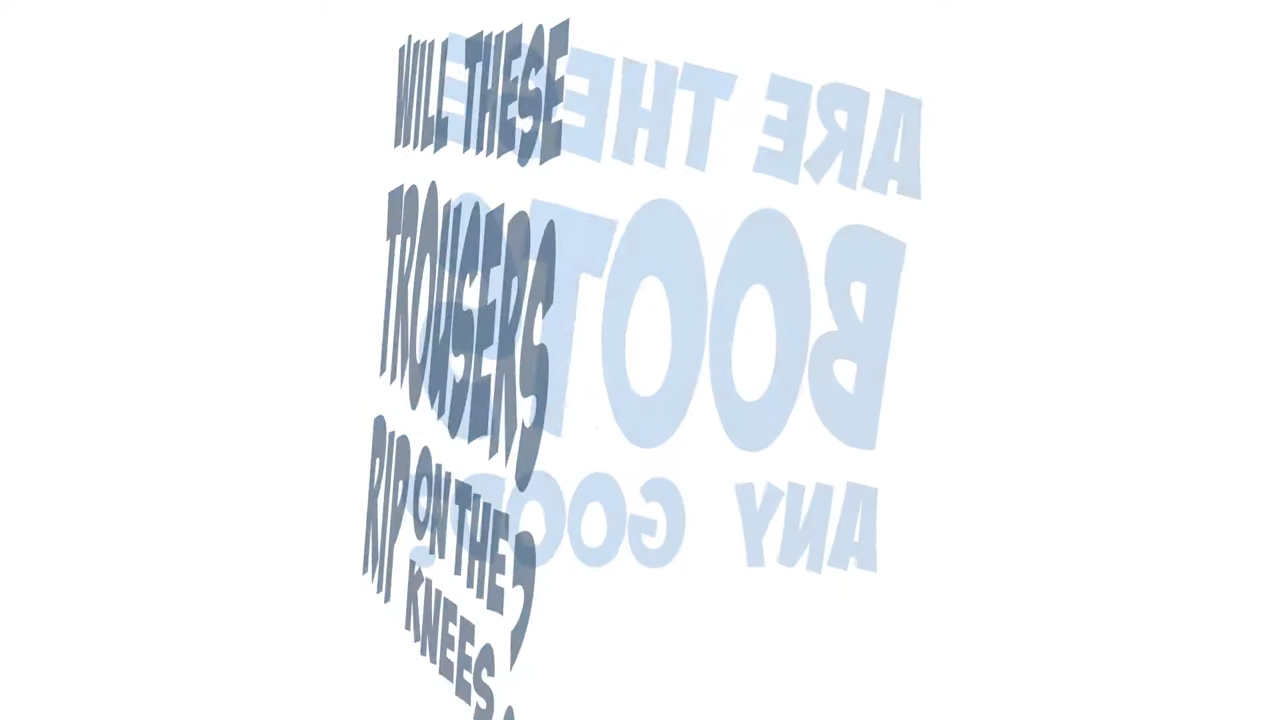 WILL THESE
TROUSERS
RIP ON THE
KNEES?
ARE THESE
BOOTS
ANY GOOD?